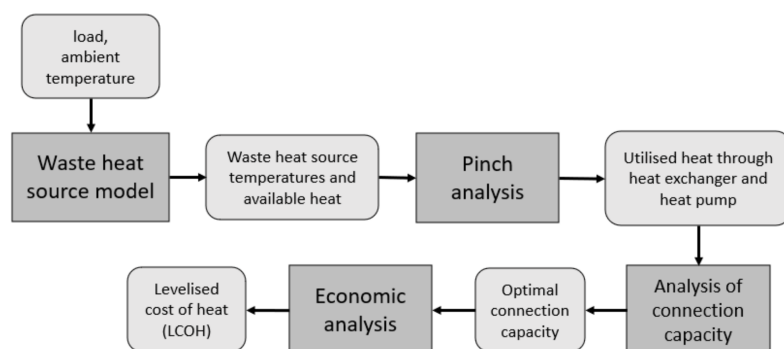 load,
ambient
temperature
Waste heat
source model
Waste heat source
temperatures and
available heat
Pinch
analysis
Utilised heat through
heat exchanger and
heat pump
Analysis of
connection
capacity
Optimal
connection
capacity
Economic
analysis
Levelised
cost of heat
(LCOH)